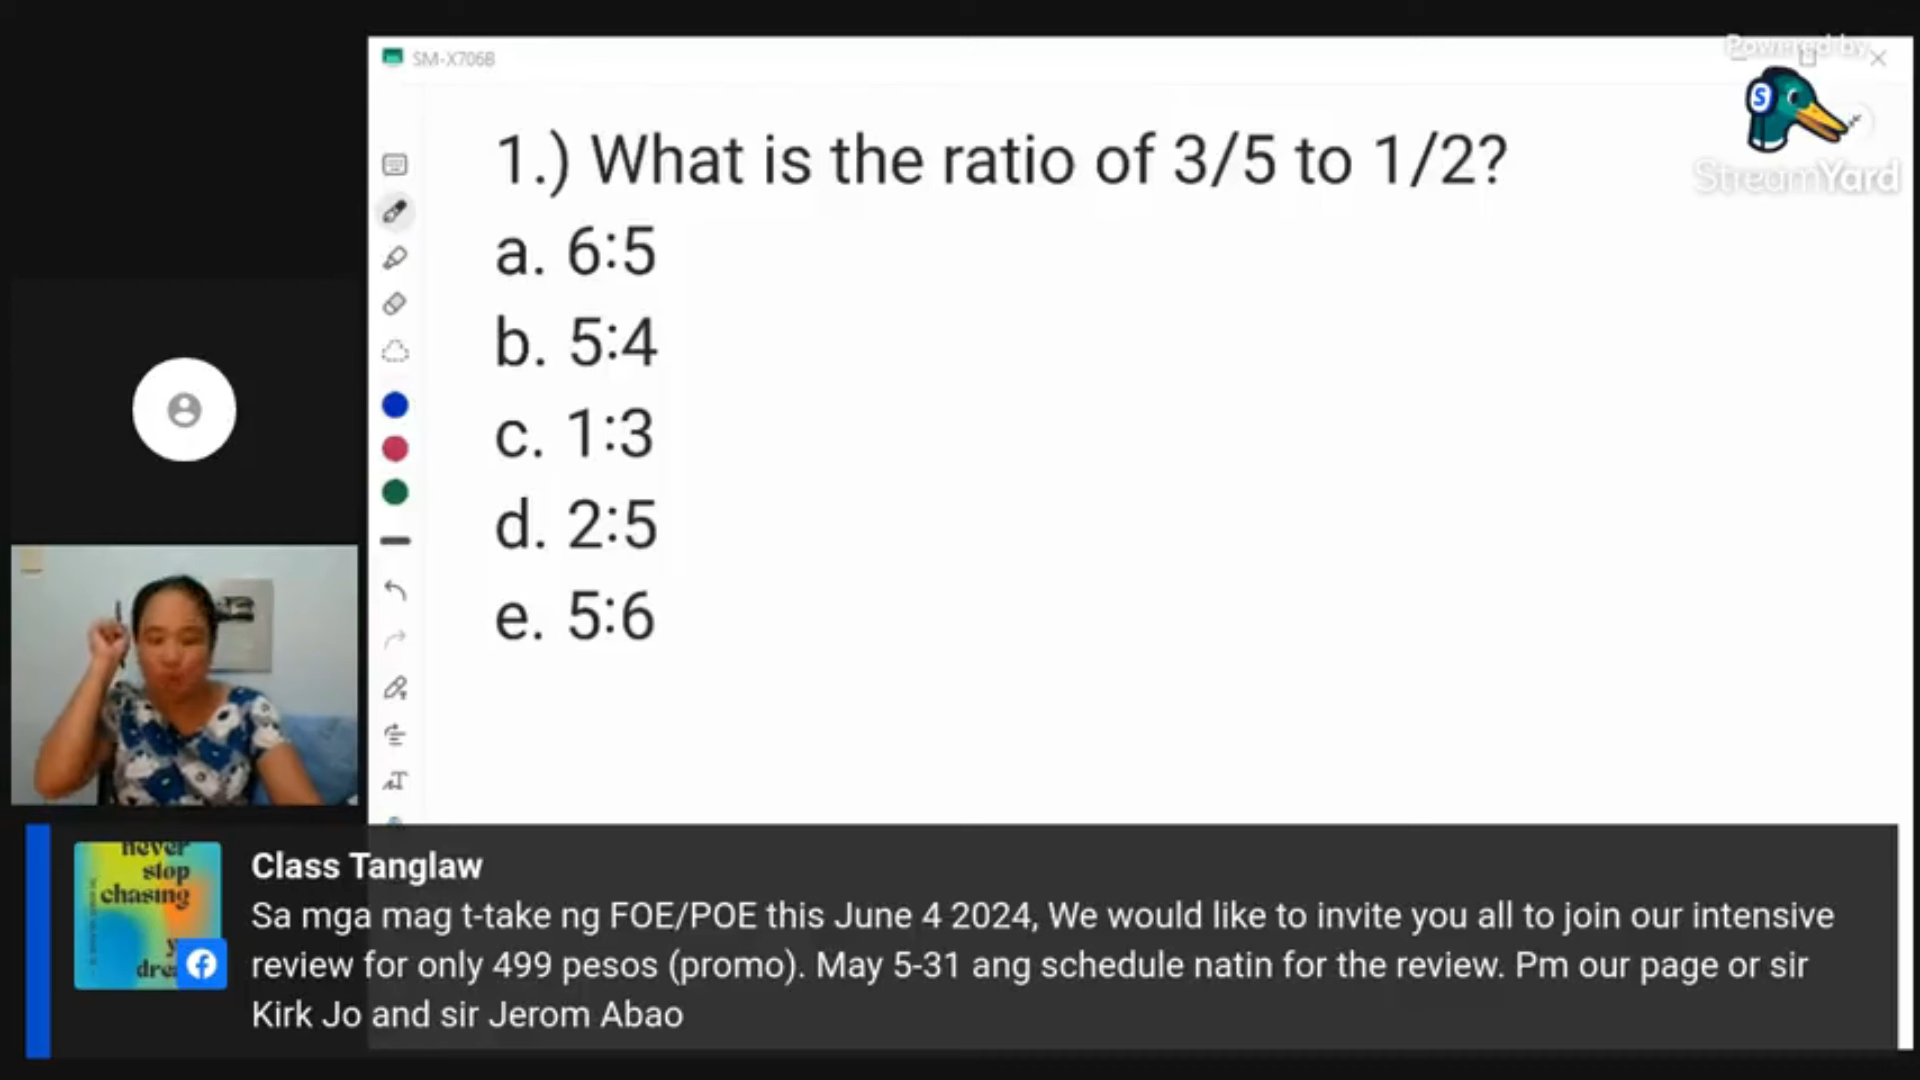 SM-X706B
Powered by
StreamYard
1.) What is the ratio of 3/5 to 1/2?
a. 6:5
b. 5:4
c. 1:3
d. 2:5
e. 5:6
never
stop
chasing
Class Tanglaw
Sa mga mag t-take ng FOE/POE this June 4 2024, We would like to invite you all to join our intensive
review for only 499 pesos (promo). May 5-31 ang schedule natin for the review. Pm our page or sir
Kirk Jo and sir Jerom Abao